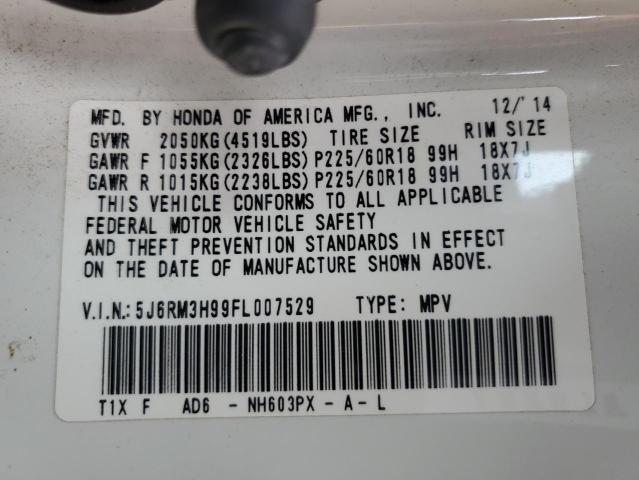 MFD. BY HONDA OF AMERICA MFG., INC. 12/'14
GVWR 2050KG(4519LBS) TIRE SIZE RIM SIZE
GAWR F 1055KG(2326LBS)P225/60R18 99H 18X7J
GAWR R 1015KG(2238LBS)P225/60R18 99H 18X7J
THIS VEHICLE CONFORMS TO ALL APPLICABLE
FEDERAL MOTOR VEHICLE SAFETY
AND THEFT PREVENTION STANDARDS IN EFFECT
ON THE DATE OF MANUFACTURE SHOWN ABOVE.
V.I.N.:5J6RM3H99FL007529 TYPE: MPV
T1X F AD6 - NH603PX - A - L